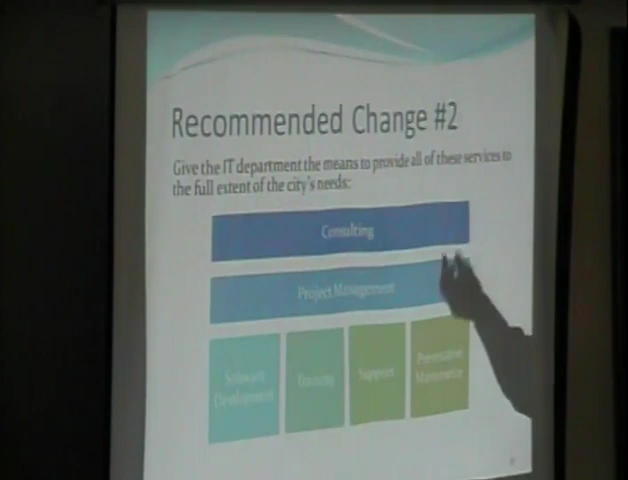 Recommended Change #2
Give the IT department the means to provide all of these services to
the full extent of the city's needs:
Consulting
Project Management
Software
Development
Training
Support
Preventative
Maintenance